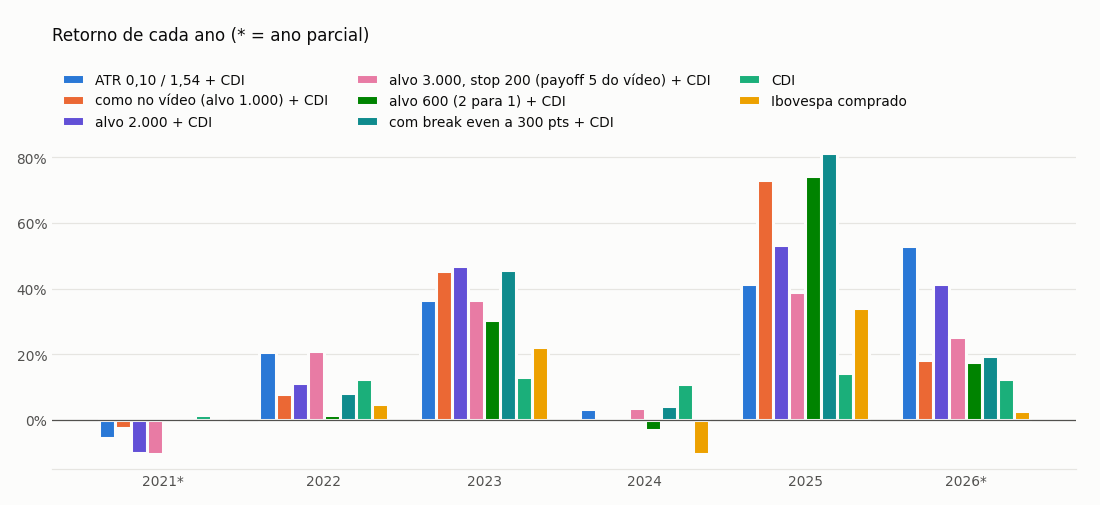 Retorno de cada ano (* = ano parcial)
ATR 0,10 / 1,54 + CDI
como no vídeo (alvo 1.000) + CDI
alvo 2.000 + CDI
alvo 3.000, stop 200 (payoff 5 do vídeo) + CDI
alvo 600 (2 para 1) + CDI
com break even a 300 pts + CDI
CDI
Ibovespa comprado
80%
60%
40%
20%
0%
2021* 2022 2023 2024 2025 2026*